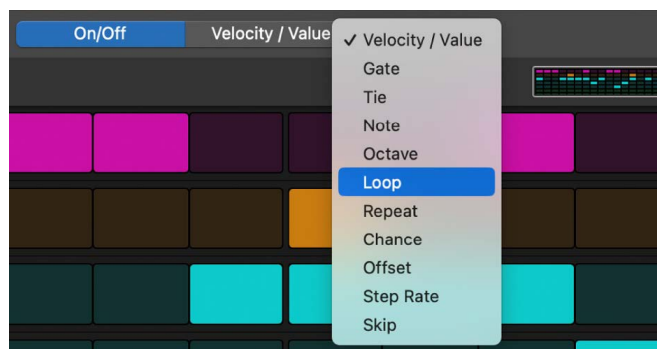 On/Off
Velocity / Value
✓ Velocity / Value
Gate
Tie
Note
Octave
Loop
Repeat
Chance
Offset
Step Rate
Skip